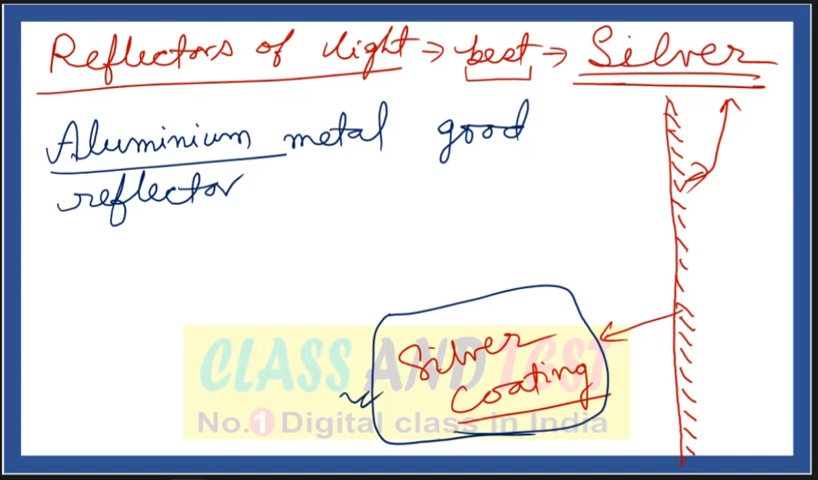 Reflectors of light → best → Silver
Aluminium metal good
reflector
Silver
coating
CLASS AND TEST
No.1 Digital class in India